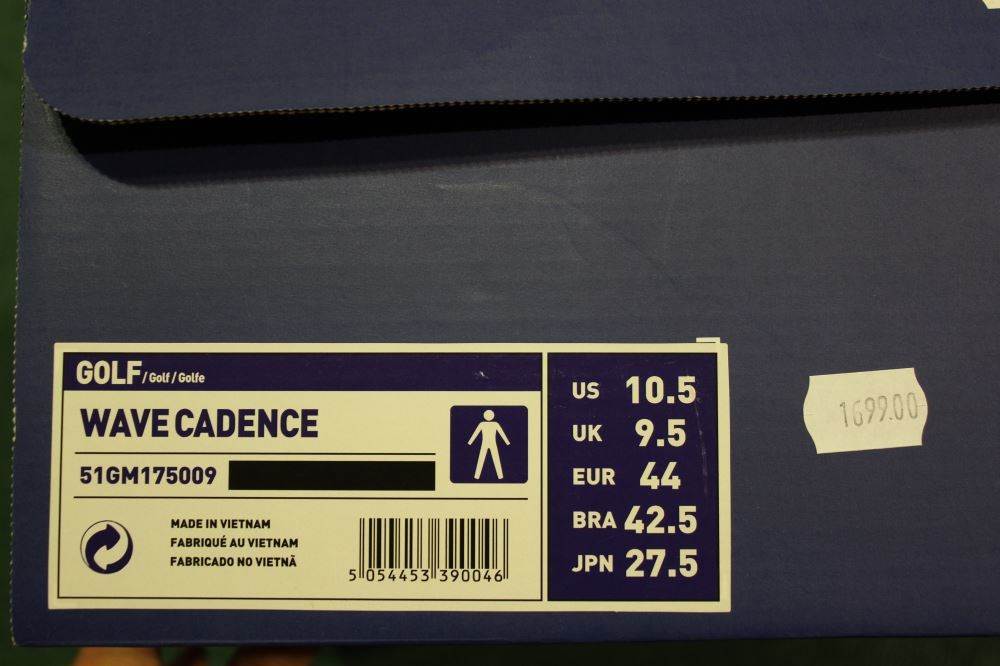 GOLF/Golf/Golfe
WAVE CADENCE
51GM175009
MADE IN VIETNAM
FABRIQUÉ AU VIETNAM
FABRICADO NO VIETNÃ
5 054453 390046
US 10.5
UK 9.5
EUR 44
BRA 42.5
JPN 27.5
1699.00